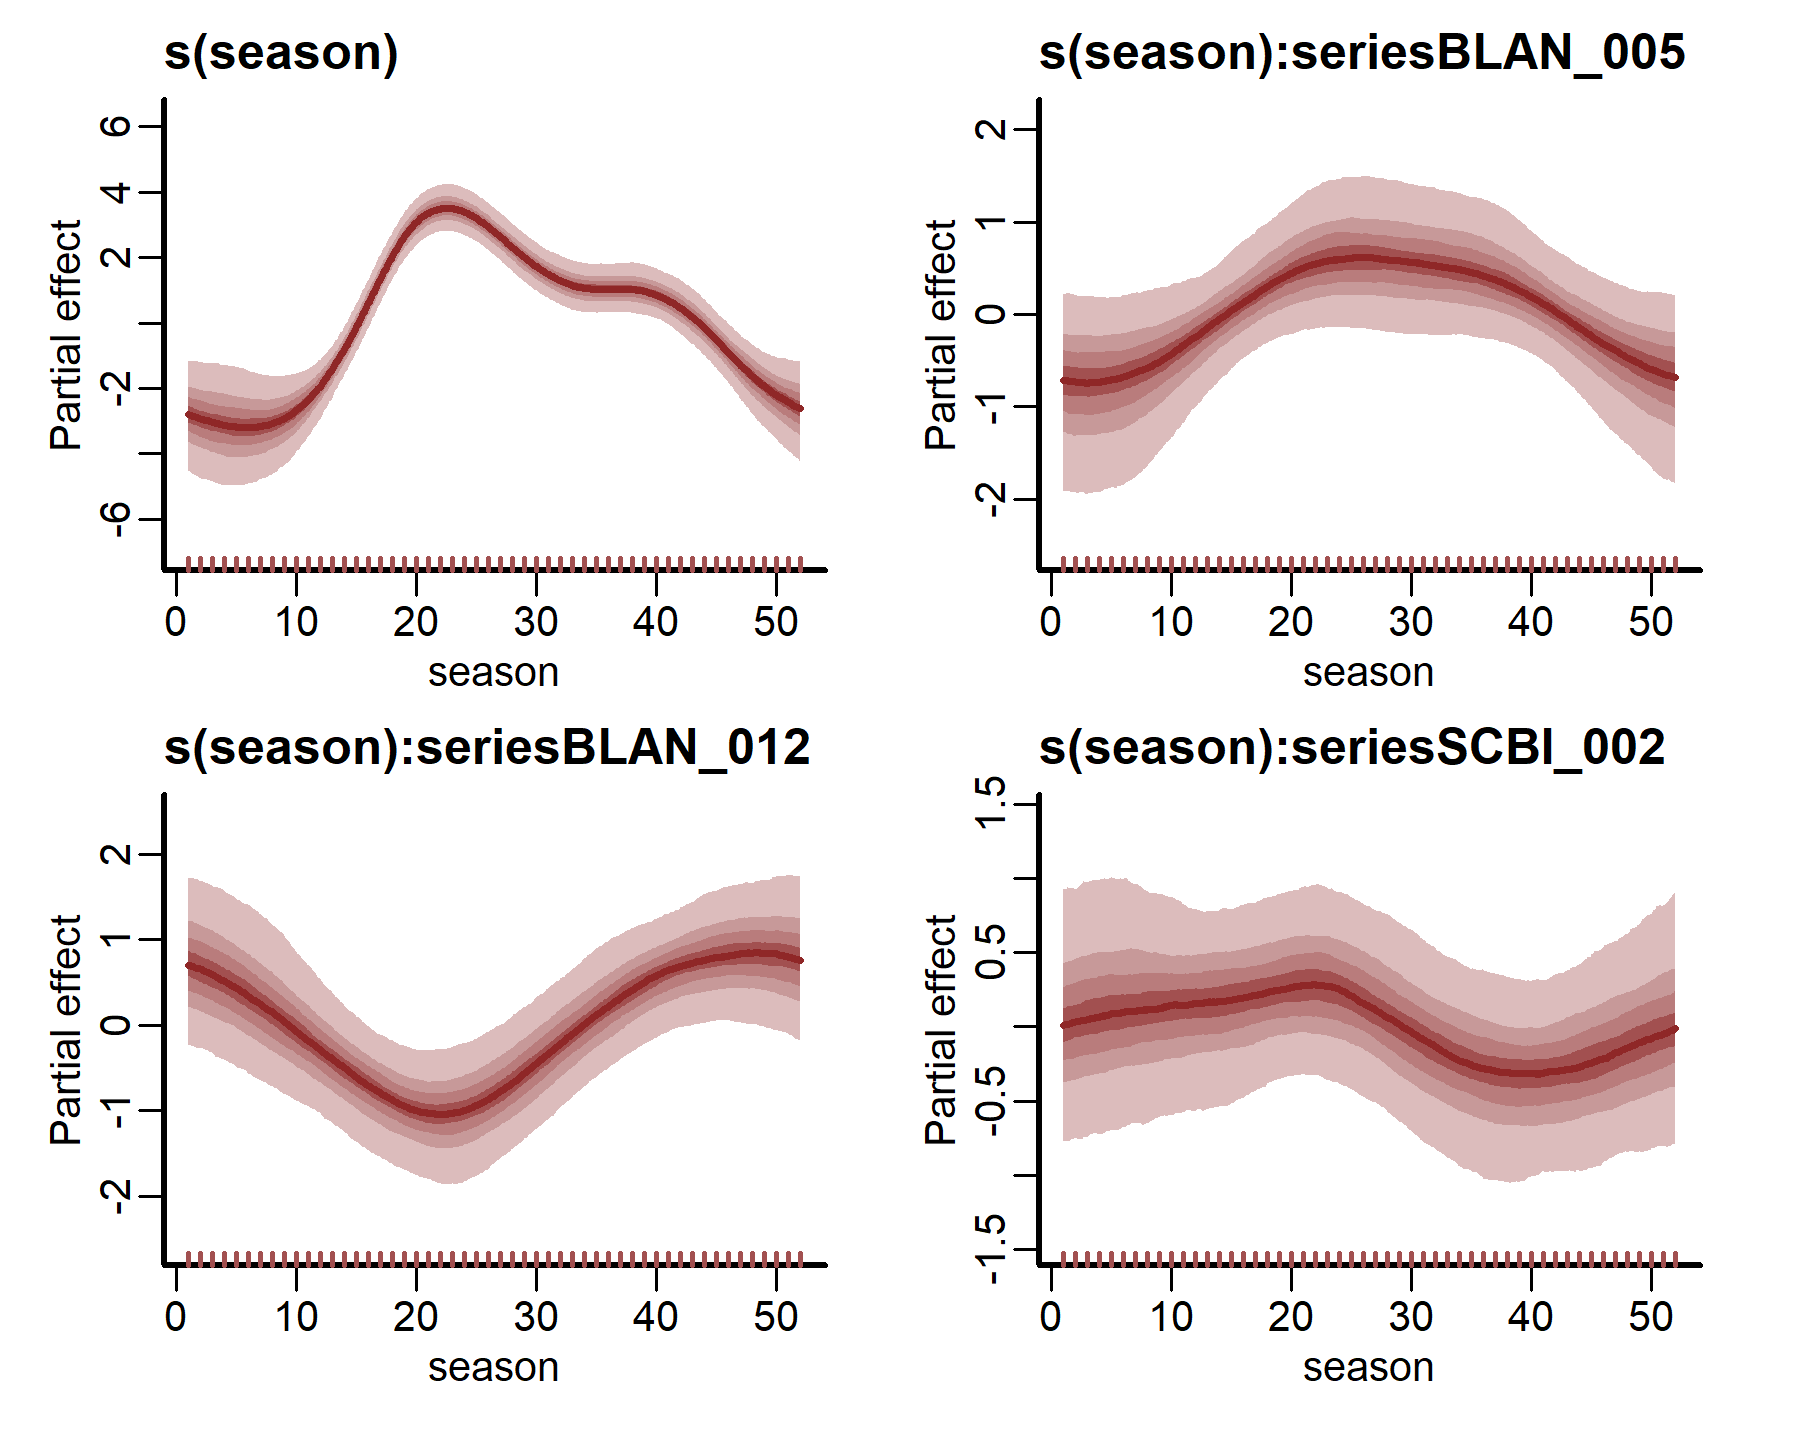 s(season)
Partial effect
6
4
2
-2
-6
0 10 20 30 40 50
season
s(season):seriesBLAN_005
Partial effect
2
1
0
-1
-2
0 10 20 30 40 50
season
s(season):seriesBLAN_012
Partial effect
2
1
0
-1
-2
0 10 20 30 40 50
season
s(season):seriesSCBI_002
Partial effect
1.5
0.5
-0.5
-1.5
0 10 20 30 40 50
season